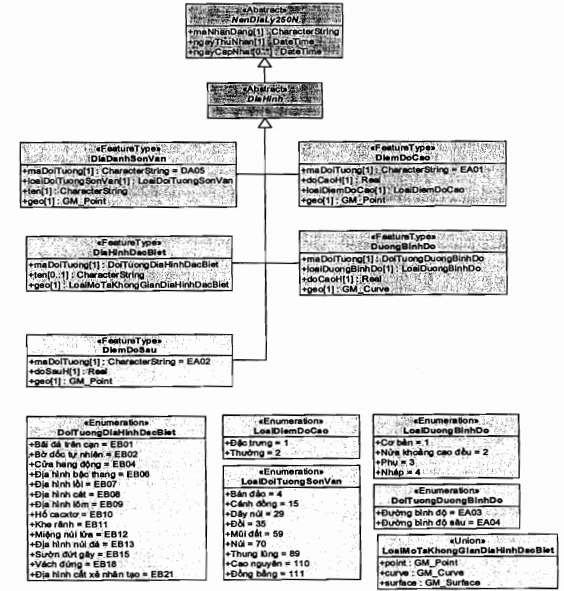 «Abstract»
NenDiaLy250N
+maNhanDang[1] : CharacterString
+ngayThuNhan[1] : DateTime
+ngayCapNhat[0..1] : DateTime
«Abstract»
DiaHinh
«FeatureType»
DiaDanhSonVan
+maDoiTuong[1] : CharacterString = DA05
+loaiDoiTuongSonVan[1] : LoaiDoiTuongSonVan
+ten[1] : CharacterString
+geo[1] : GM_Point
«FeatureType»
DiemDoCao
+maDoiTuong[1] : CharacterString = EA01
+doCaoH[1] : Real
+loaiDiemDoCao[1] : LoaiDiemDoCao
+geo[1] : GM_Point
«FeatureType»
DiaHinhDacBiet
+maDoiTuong[1] : DoiTuongDiaHinhDacBiet
+ten[0..1] : CharacterString
+geo[1] : LoaiMoTaKhongGianDiaHinhDacBiet
«FeatureType»
DuongBinhDo
+maDoiTuong[1] : DoiTuongDuongBinhDo
+loaiDuongBinhDo[1] : LoaiDuongBinhDo
+doCaoH[1] : Real
+geo[1] : GM_Curve
«FeatureType»
DiemDoSau
+maDoiTuong[1] : CharacterString = EA02
+doSauH[1] : Real
+geo[1] : GM_Point
«Enumeration»
DoiTuongDiaHinhDacBiet
+Bãi đá trên cạn = EB01
+Bờ dốc tự nhiên = EB02
+Cửa hang động = EB04
+Địa hình bậc thang = EB06
+Địa hình lồi = EB07
+Địa hình cát = EB08
+Địa hình lõm = EB09
+Hố cacxtơ = EB10
+Khe rãnh = EB11
+Miệng núi lửa = EB12
+Địa hình núi đá = EB13
+Sườn đứt gãy = EB15
+Vách đứng = EB18
+Địa hình cắt xẻ nhân tạo = EB21
«Enumeration»
LoaiDiemDoCao
+Đặc trưng = 1
+Thường = 2
«Enumeration»
LoaiDoiTuongSonVan
+Bán đảo = 4
+Cánh đồng = 15
+Dãy núi = 29
+Đồi = 35
+Mũi đất = 59
+Núi = 70
+Thung lũng = 89
+Cao nguyên = 110
+Đồng bằng = 111
«Enumeration»
LoaiDuongBinhDo
+Cơ bản = 1
+Nửa khoảng cao đều = 2
+Phụ = 3
+Nháp = 4
«Enumeration»
DoiTuongDuongBinhDo
+Đường bình độ = EA03
+Đường bình độ sâu = EA04
«Union»
LoaiMoTaKhongGianDiaHinhDacBiet
+point : GM_Point
+curve : GM_Curve
+surface : GM_Surface